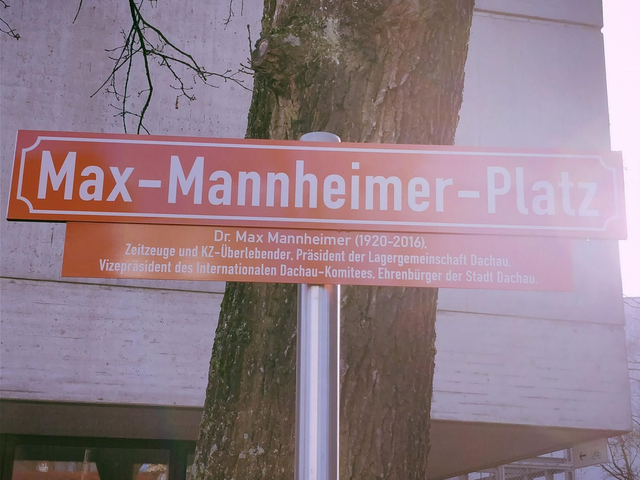 Max-Mannheimer-Platz
Dr. Max Mannheimer (1920-2016),
Zeitzeuge und KZ-Überlebender, Präsident der Lagergemeinschaft Dachau,
Vizepräsident des Internationalen Dachau-Komitees, Ehrenbürger der Stadt Dachau.